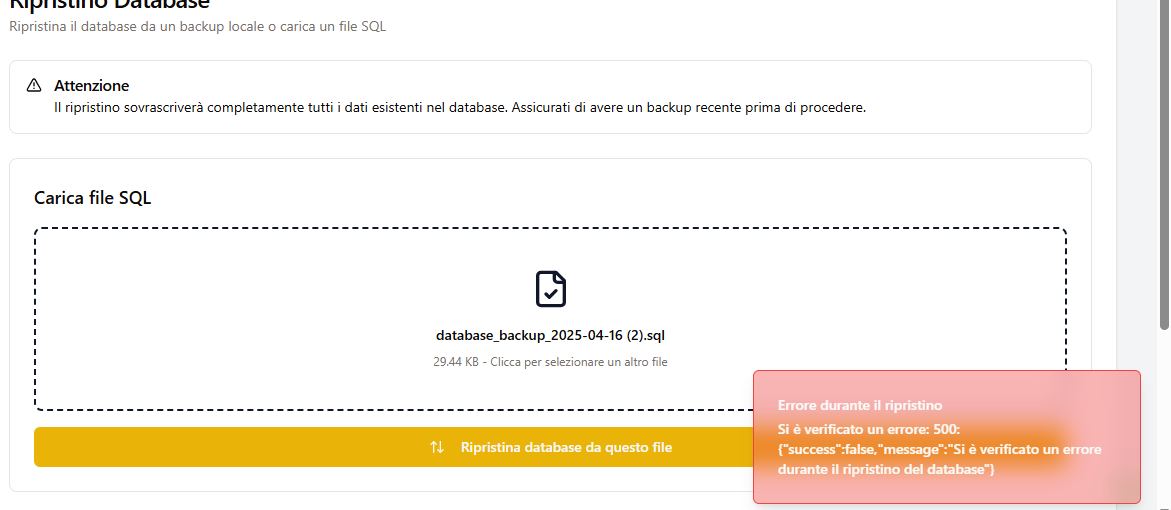 Ripristino Database
Ripristina il database da un backup locale o carica un file SQL
Attenzione
Il ripristino sovrascriverà completamente tutti i dati esistenti nel database. Assicurati di avere un backup recente prima di procedere.
Carica file SQL
database_backup_2025-04-16 (2).sql
29.44 KB - Clicca per selezionare un altro file
Ripristina database da questo file
Errore durante il ripristino
Si è verificato un errore: 500:
{"success":false,"message":"Si è verificato un errore
durante il ripristino del database"}